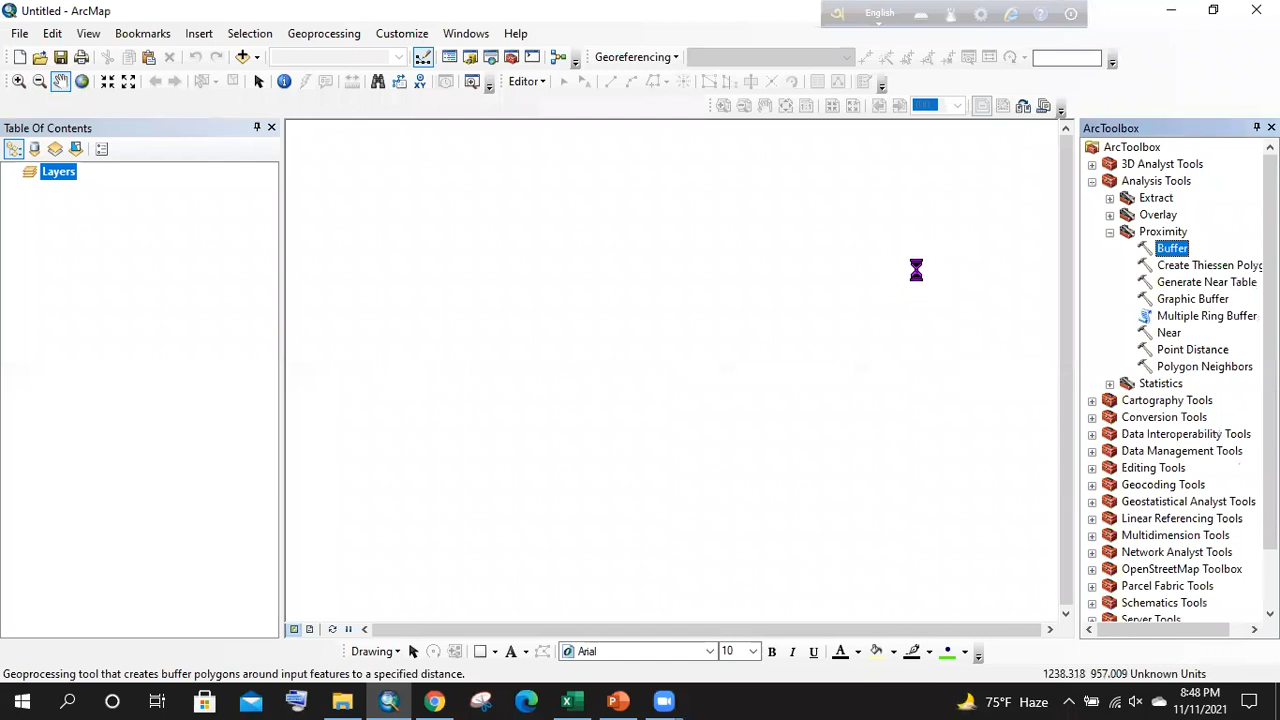 Untitled - ArcMap
English
File Edit View Bookmarks Insert Selection Geoprocessing Customize Windows Help
Georeferencing
Editor
Table Of Contents
Layers
ArcToolbox
ArcToolbox
3D Analyst Tools
Analysis Tools
Extract
Overlay
Proximity
Buffer
Create Thiessen Polyg
Generate Near Table
Graphic Buffer
Multiple Ring Buffer
Near
Point Distance
Polygon Neighbors
Statistics
Cartography Tools
Conversion Tools
Data Interoperability Tools
Data Management Tools
Editing Tools
Geocoding Tools
Geostatistical Analyst Tools
Linear Referencing Tools
Multidimension Tools
Network Analyst Tools
OpenStreetMap Toolbox
Parcel Fabric Tools
Schematics Tools
Server Tools
Drawing A Arial 10 B I U A
Geoprocessing tool that creates buffer polygons around input features to a specified distance.
1238.318 957.009 Unknown Units
75°F Haze
8:48 PM
11/11/2021